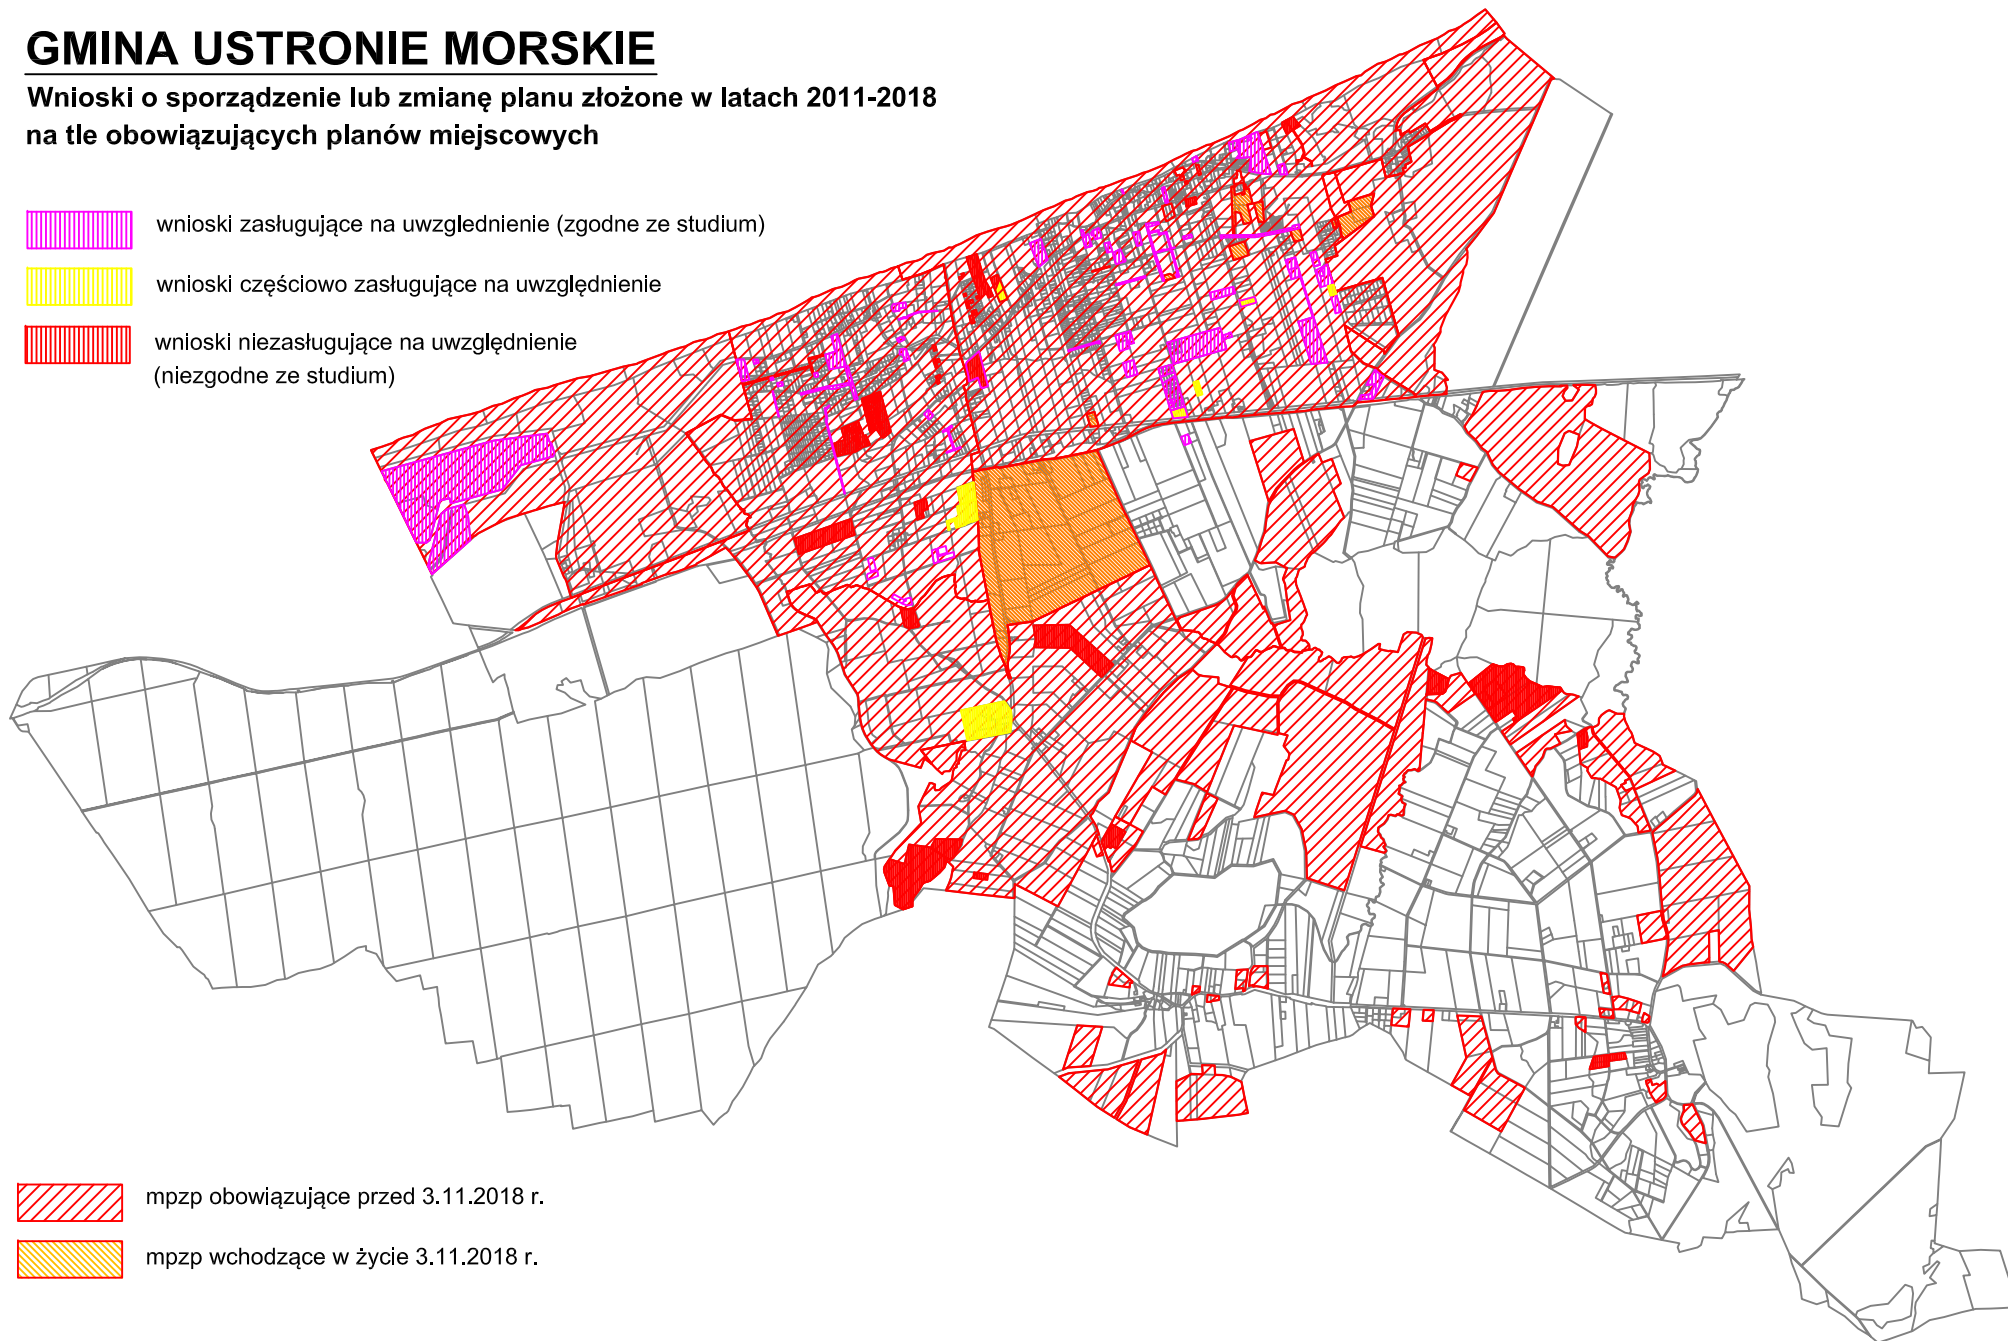 GMINA USTRONIE MORSKIE
Wnioski o sporządzenie lub zmianę planu złożone w latach 2011-2018
na tle obowiązujących planów miejscowych
wnioski zasługujące na uwzglednienie (zgodne ze studium)
wnioski częściowo zasługujące na uwzględnienie
wnioski niezasługujące na uwzględnienie
(niezgodne ze studium)
mpzp obowiązujące przed 3.11.2018 r.
mpzp wchodzące w życie 3.11.2018 r.